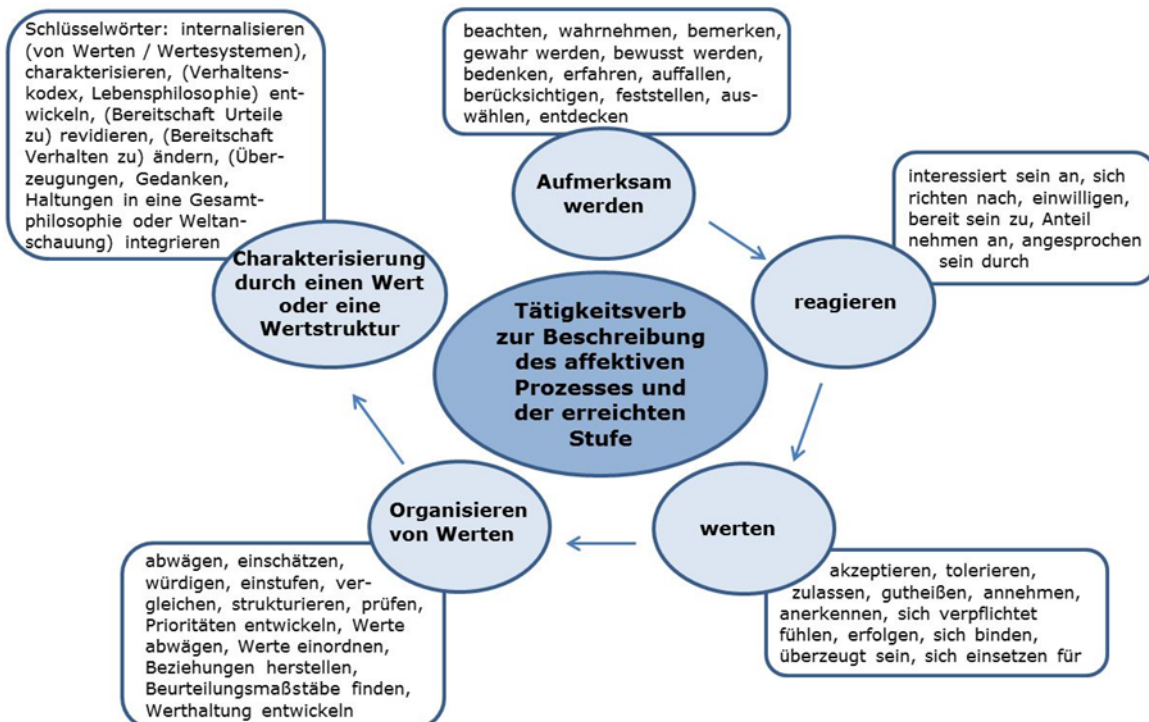 Schlüsselwörter: internalisieren
(von Werten / Wertesystemen),
charakterisieren, (Verhaltens-
kodex, Lebensphilosophie) ent-
wickeln, (Bereitschaft Urteile
zu) revidieren, (Bereitschaft
Verhalten zu) ändern, (Über-
zeugungen, Gedanken,
Haltungen in eine Gesamt-
philosophie oder Weltan-
schauung) integrieren
Charakterisierung
durch einen Wert
oder eine
Wertstruktur
beachten, wahrnehmen, bemerken,
gewahr werden, bewusst werden,
bedenken, erfahren, auffallen,
berücksichtigen, feststellen, aus-
wählen, entdecken
Aufmerksam
werden
interessiert sein an, sich
richten nach, einwilligen,
bereit sein zu, Anteil
nehmen an, angesprochen
sein durch
reagieren
Tätigkeitsverb
zur Beschreibung
des affektiven
Prozesses und
der erreichten
Stufe
Organisieren
von Werten
abwägen, einschätzen,
würdigen, einstufen, ver-
gleichen, strukturieren, prüfen,
Prioritäten entwickeln, Werte
abwägen, Werte einordnen,
Beziehungen herstellen,
Beurteilungsmaßstäbe finden,
Werthaltung entwickeln
werten
akzeptieren, tolerieren,
zulassen, gutheißen, annehmen,
anerkennen, sich verpflichtet
fühlen, erfolgen, sich binden,
überzeugt sein, sich einsetzen für